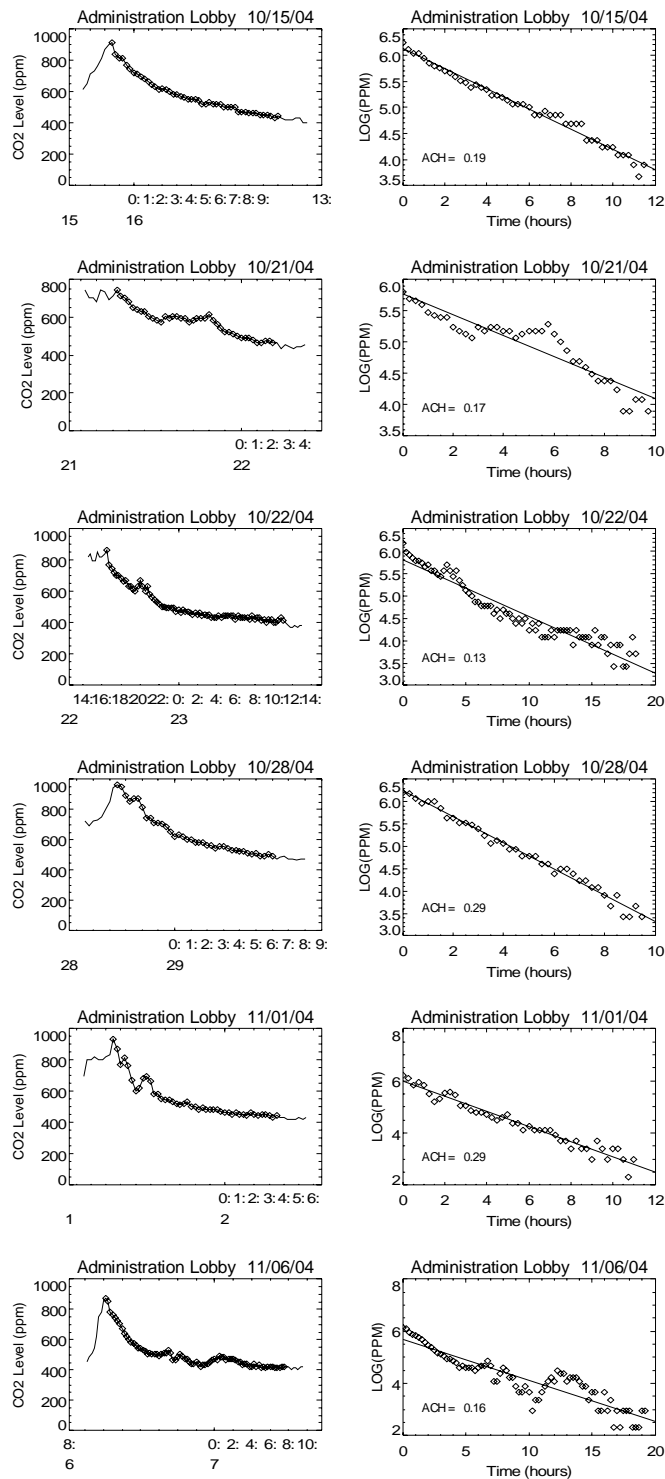 Administration Lobby 10/15/04
1000
800
600
400
200
0
CO2 Level (ppm)
0: 1: 2: 3: 4: 5: 6: 7: 8: 9: 13:
15 16
Administration Lobby 10/15/04
6.5
6.0
5.5
5.0
4.5
4.0
3.5
LOG(PPM)
ACH = 0.19
0 2 4 6 8 10 12
Time (hours)
Administration Lobby 10/21/04
800
600
400
200
0
CO2 Level (ppm)
0: 1: 2: 3: 4:
21 22
Administration Lobby 10/21/04
6.0
5.5
5.0
4.5
4.0
3.5
LOG(PPM)
ACH = 0.17
0 2 4 6 8 10
Time (hours)
Administration Lobby 10/22/04
1000
800
600
400
200
0
CO2 Level (ppm)
14:16:18:20:22: 0: 2: 4: 6: 8: 10:12:14:
22 23
Administration Lobby 10/22/04
6.5
6.0
5.5
5.0
4.5
4.0
3.5
3.0
LOG(PPM)
ACH = 0.13
0 5 10 15 20
Time (hours)
Administration Lobby 10/28/04
1000
800
600
400
200
0
CO2 Level (ppm)
0: 1: 2: 3: 4: 5: 6: 7: 8: 9:
28 29
Administration Lobby 10/28/04
6.5
6.0
5.5
5.0
4.5
4.0
3.5
3.0
LOG(PPM)
ACH = 0.29
0 2 4 6 8 10
Time (hours)
Administration Lobby 11/01/04
1000
800
600
400
200
0
CO2 Level (ppm)
0: 1: 2: 3: 4: 5: 6:
1 2
Administration Lobby 11/01/04
8
6
4
2
LOG(PPM)
ACH = 0.29
0 2 4 6 8 10 12
Time (hours)
Administration Lobby 11/06/04
1000
800
600
400
200
0
CO2 Level (ppm)
8: 0: 2: 4: 6: 8: 10:
6 7
Administration Lobby 11/06/04
8
6
4
2
LOG(PPM)
ACH = 0.16
0 5 10 15 20
Time (hours)